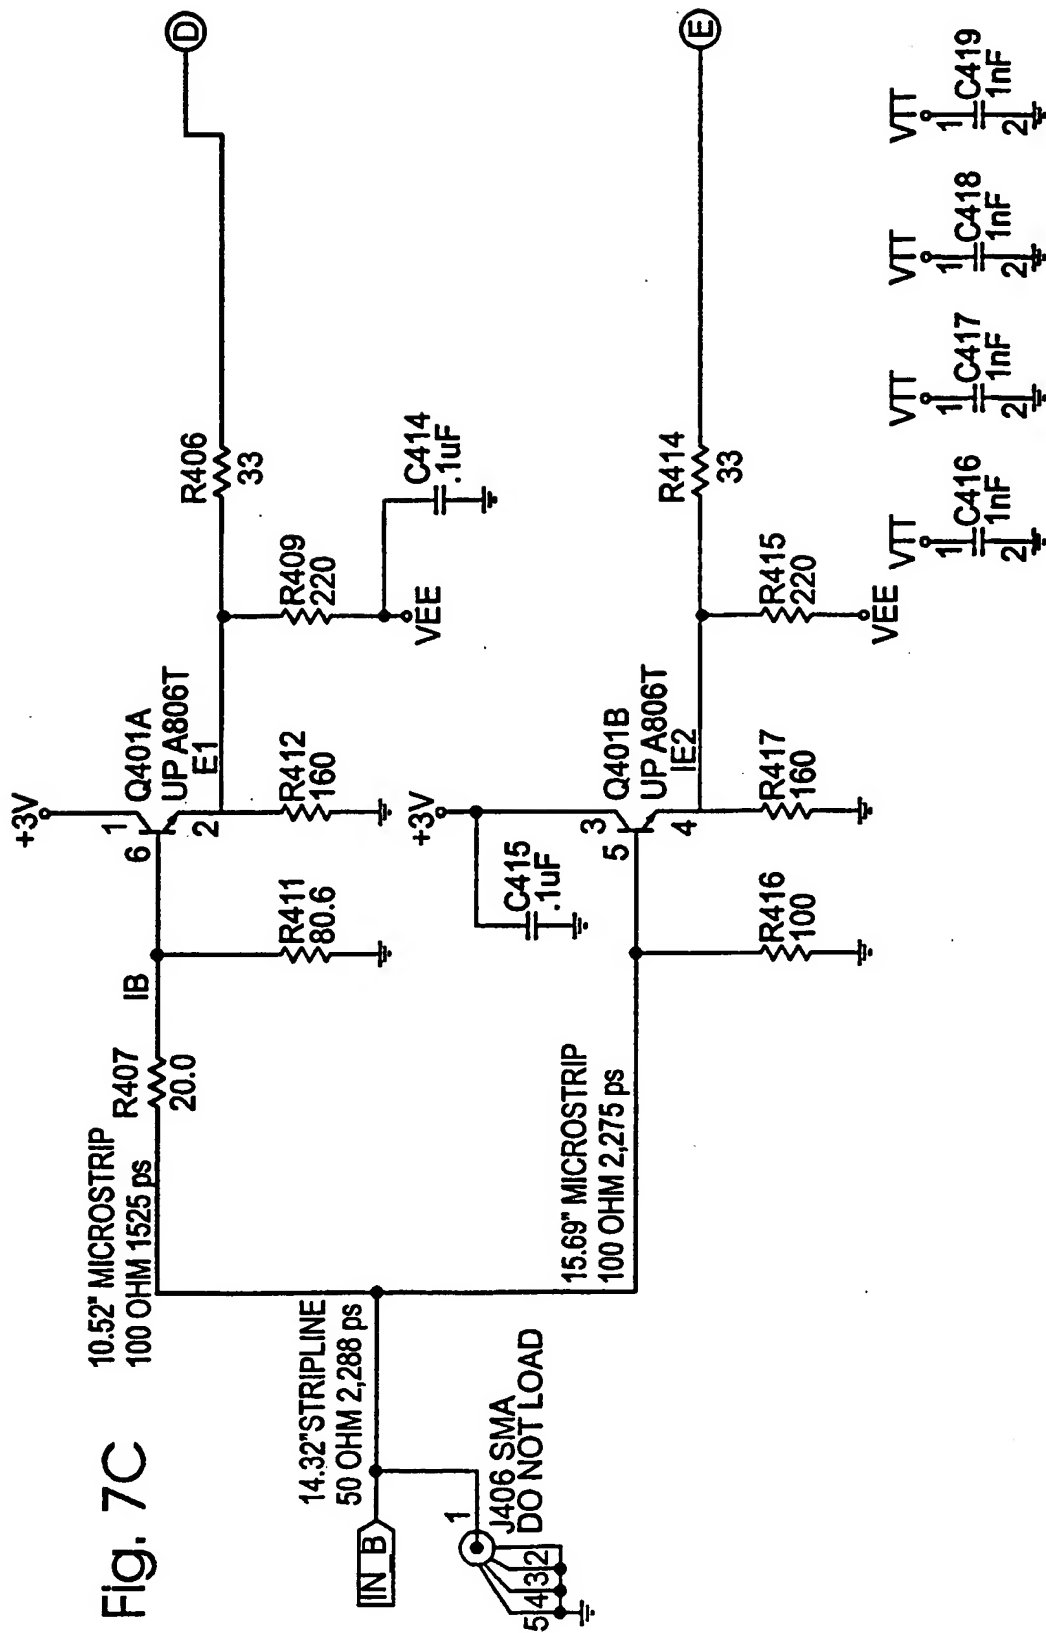 Fig. 7C
10.52" MICROSTRIP
100 OHM 1525 ps
R407
20.0
IB
R411
80.6
+3V
1
6
2
Q401A
UP A806T
E1
R412
160
R409
220
VEE
C414
.1uF
R406
33
D
14.32" STRIPLINE
50 OHM 2,288 ps
IN_B
1
J406 SMA
DO NOT LOAD
5 4 3 2
15.69" MICROSTRIP
100 OHM 2,275 ps
+3V
C415
.1uF
3
5
4
Q401B
UP A806T
IE2
R416
100
R417
160
R415
220
VEE
R414
33
E
VTT
1
C416
1nF
2
VTT
1
C417
1nF
2
VTT
1
C418
1nF
2
VTT
1
C419
1nF
2